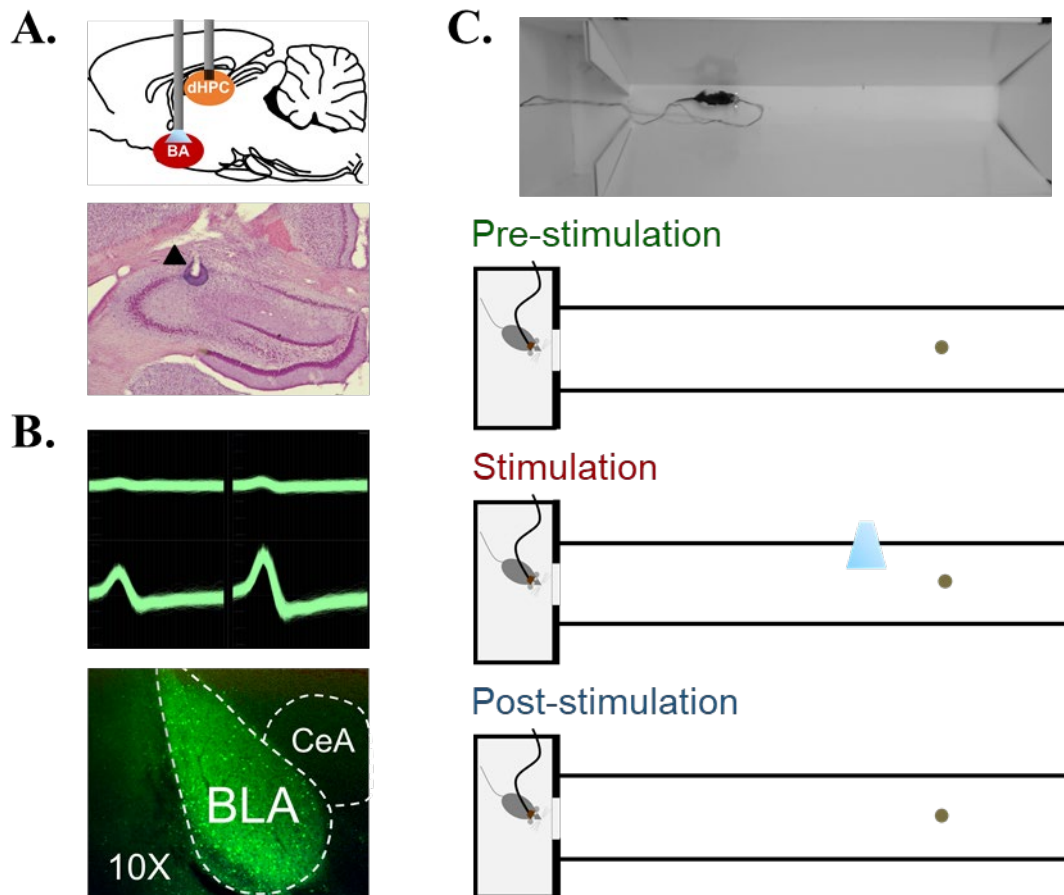 A.
dHPC
BA
B.
CeA
BLA
10X
C.
Pre-stimulation
Stimulation
Post-stimulation